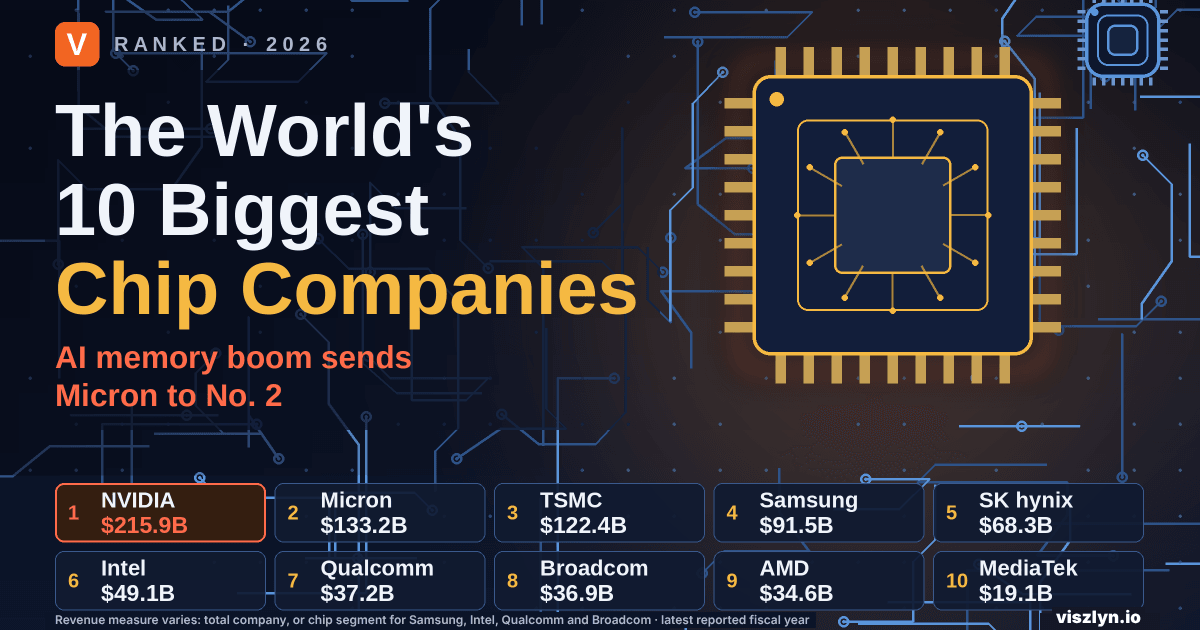 V RANKED · 2026
The World's
10 Biggest
Chip Companies
AI memory boom sends
Micron to No. 2
1 NVIDIA
$215.9B
2 Micron
$133.2B
3 TSMC
$122.4B
4 Samsung
$91.5B
5 SK hynix
$68.3B
6 Intel
$49.1B
7 Qualcomm
$37.2B
8 Broadcom
$36.9B
9 AMD
$34.6B
10 MediaTek
$19.1B
Revenue measure varies: total company, or chip segment for Samsung, Intel, Qualcomm and Broadcom · latest reported fiscal year
viszlyn.io